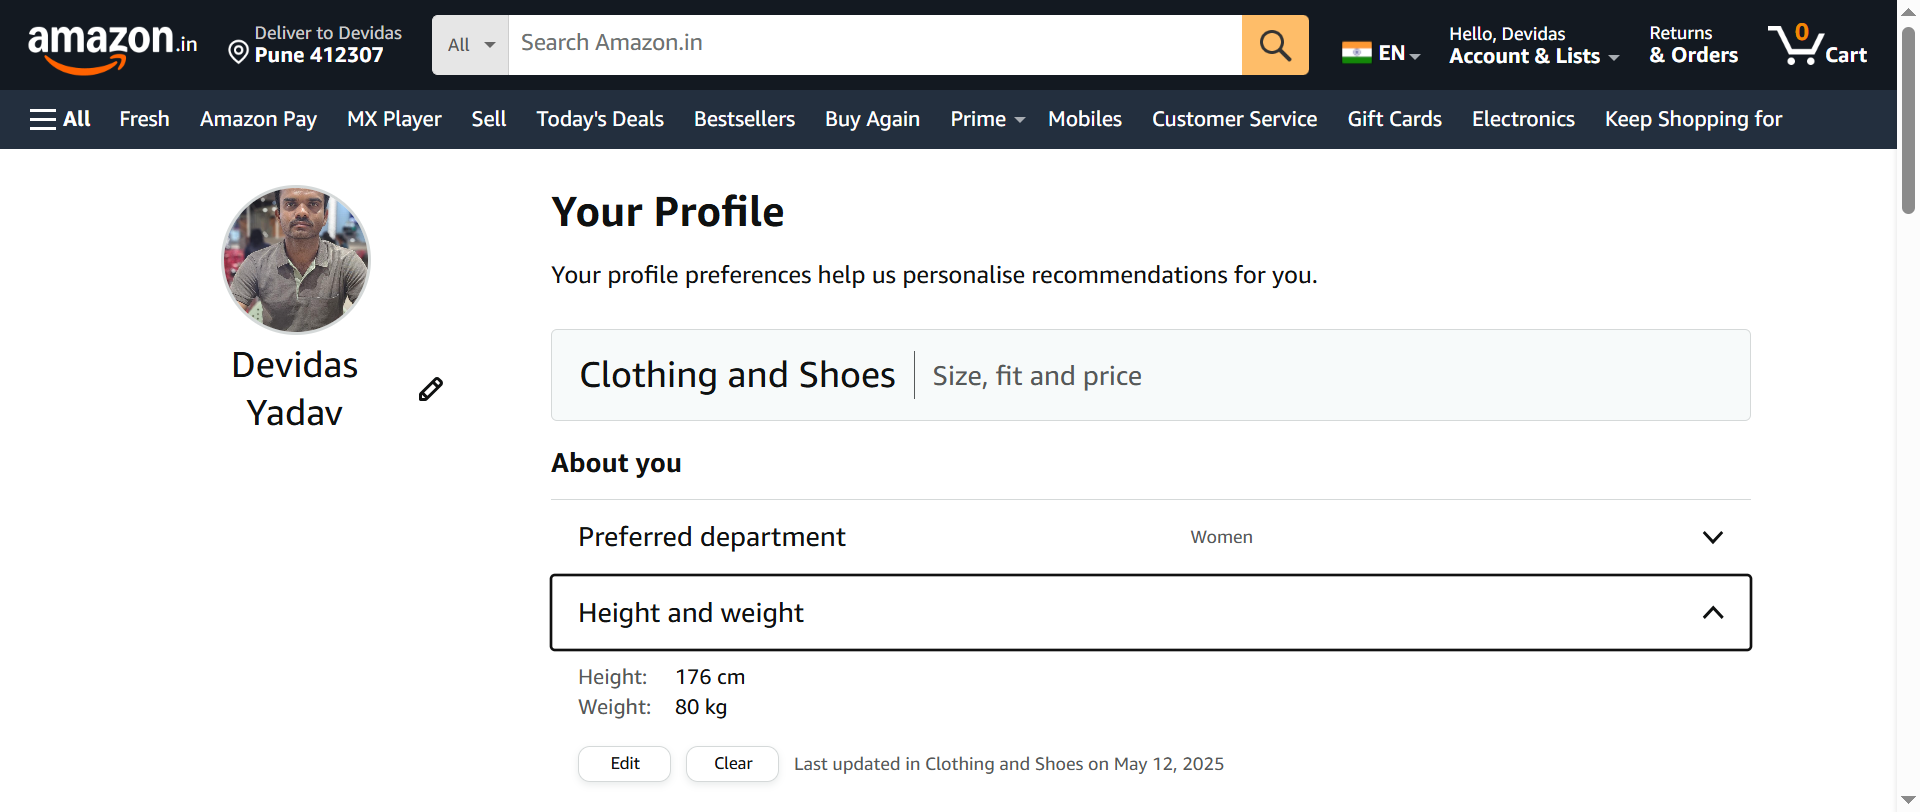 amazon.in
Deliver to Devidas
Pune 412307
All
Search Amazon.in
EN
Hello, Devidas
Account & Lists
Returns
& Orders
0
Cart
All
Fresh
Amazon Pay
MX Player
Sell
Today's Deals
Bestsellers
Buy Again
Prime
Mobiles
Customer Service
Gift Cards
Electronics
Keep Shopping for
Devidas
Yadav
Your Profile
Your profile preferences help us personalise recommendations for you.
Clothing and Shoes
Size, fit and price
About you
Preferred department
Women
Height and weight
Height: 176 cm
Weight: 80 kg
Edit
Clear
Last updated in Clothing and Shoes on May 12, 2025